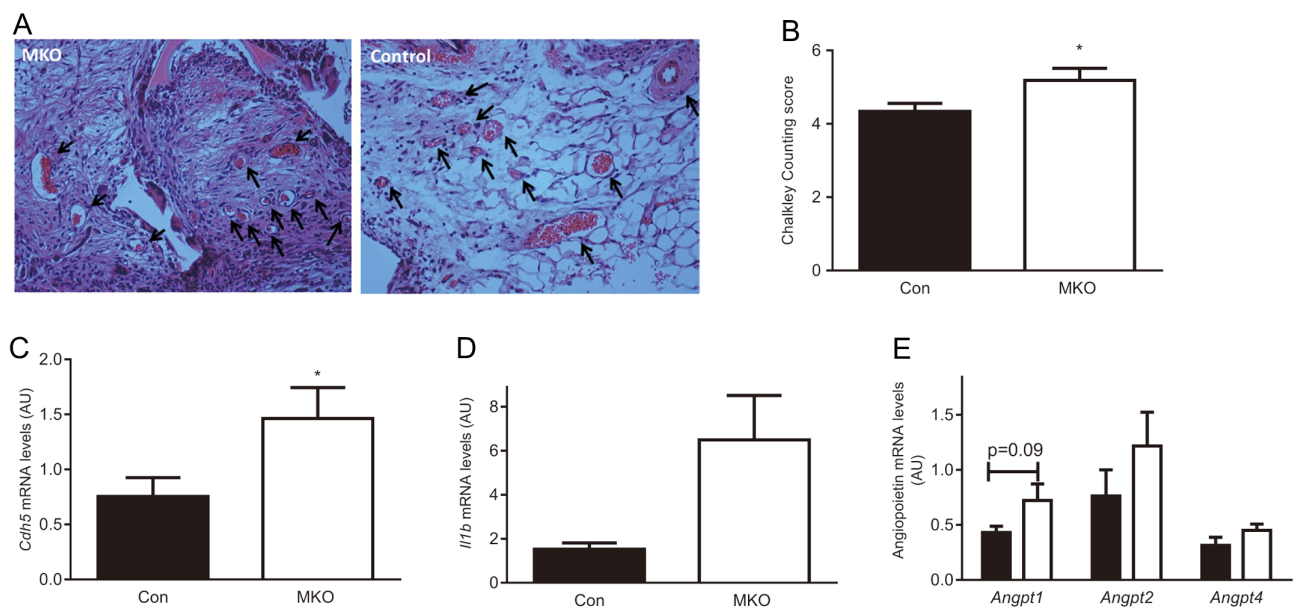 A
MKO
Control
B
Chalkley Counting score
6
4
2
0
*
Con
MKO
C
Cdh5 mRNA levels (AU)
2.0
1.5
1.0
0.5
0.0
*
Con
MKO
D
Il1b mRNA levels (AU)
8
6
4
2
0
Con
MKO
E
Angiopoietin mRNA levels
(AU)
1.5
1.0
0.5
0.0
p=0.09
Angpt1
Angpt2
Angpt4